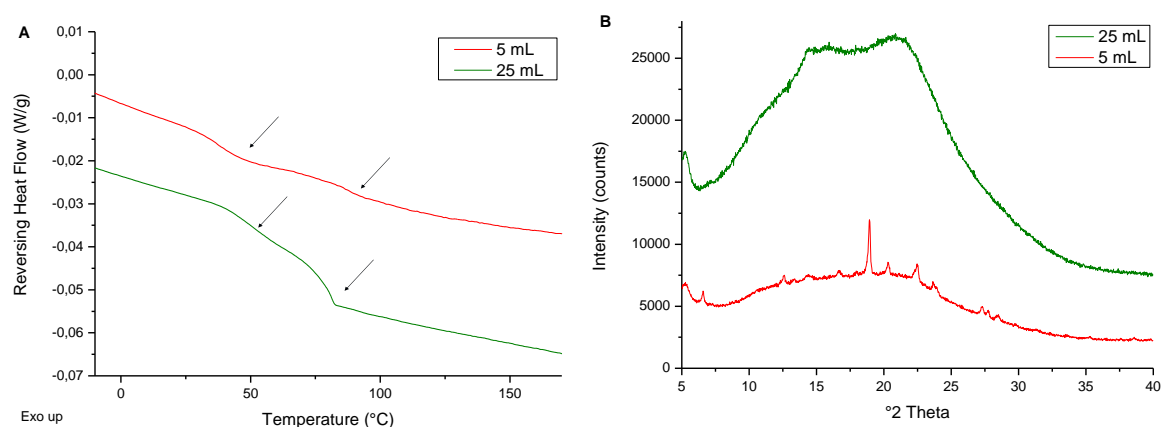 A
5 mL
25 mL
0,01
0,00
-0,01
-0,02
-0,03
-0,04
-0,05
-0,06
-0,07
Reversing Heat Flow (W/g)
0 50 100 150
Temperature (°C)
Exo up
B
25 mL
5 mL
25000
20000
15000
10000
5000
0
Intensity (counts)
5 10 15 20 25 30 35 40
°2 Theta